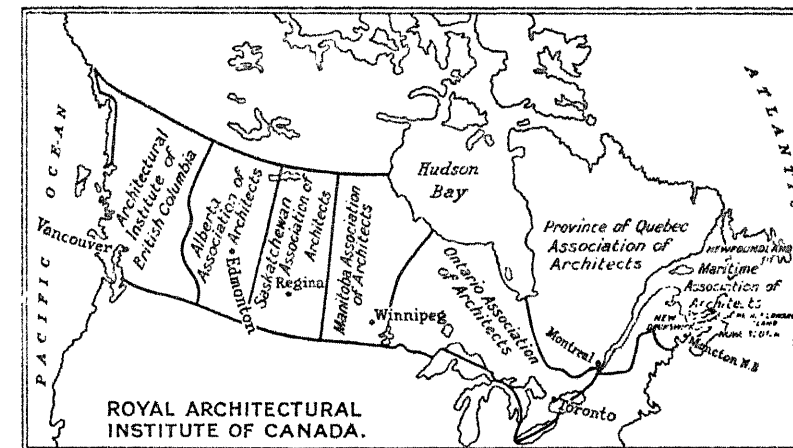 PACIFIC OCEAN
ATLANTI
Architectural
Institute of
British Columbia
Vancouver
Alberta
Association of
Architects
Edmonton
Saskatchewan
Association of
Architects
Regina
Manitoba Association
of Architects
Winnipeg
Hudson
Bay
Ontario Association
of Architects
Toronto
Province of Quebec
Association of
Architects
Montreal
NEWFOUNDLAND
Maritime
Association of
Architects
NEW
Moncton N.B
ROYAL ARCHITECTURAL
INSTITUTE OF CANADA.